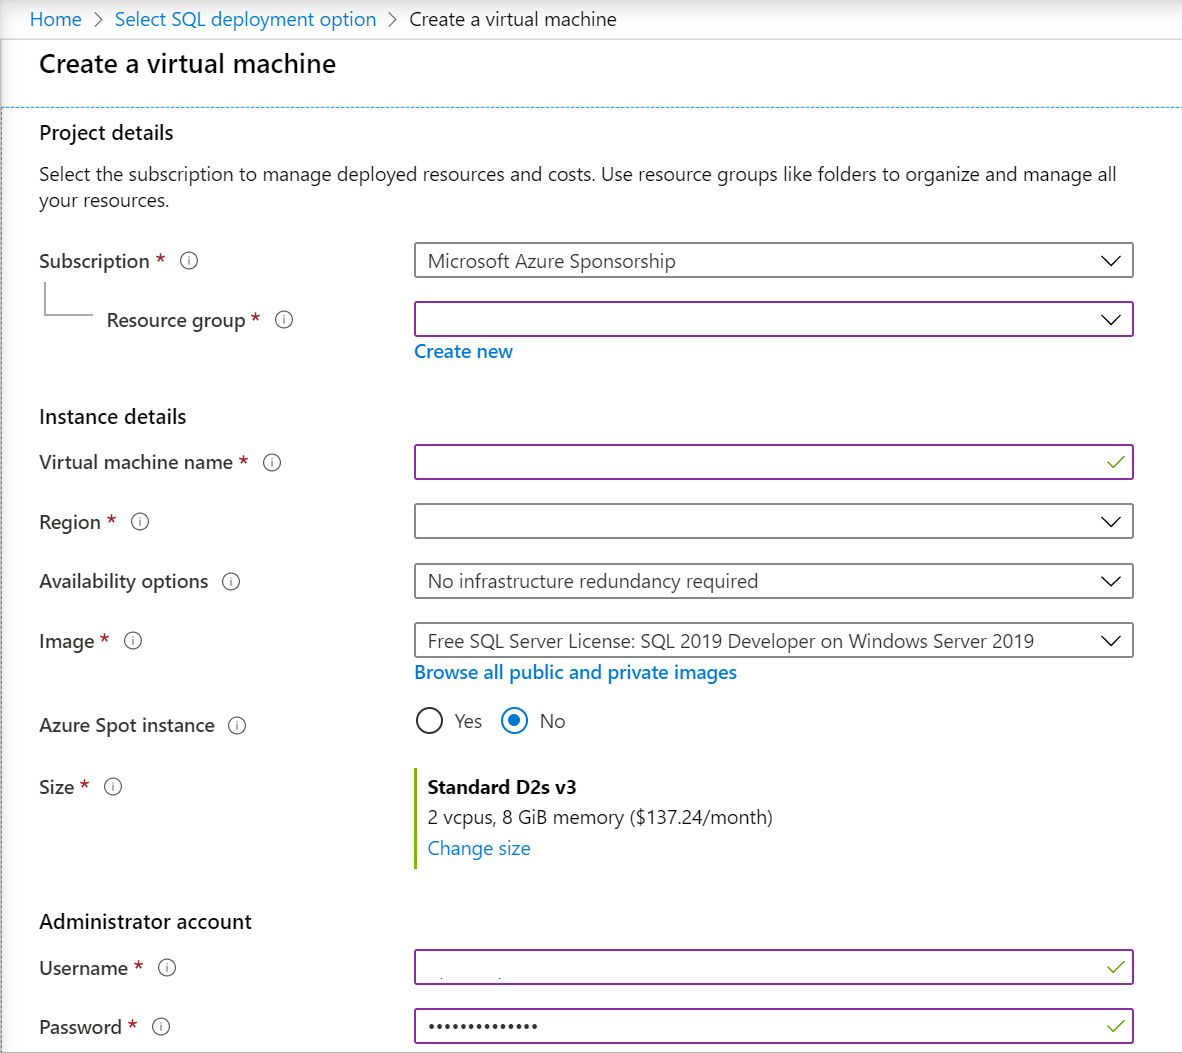 Home > Select SQL deployment option > Create a virtual machine
Create a virtual machine
Project details
Select the subscription to manage deployed resources and costs. Use resource groups like folders to organize and manage all
your resources.
Subscription * Microsoft Azure Sponsorship
Resource group *
Create new
Instance details
Virtual machine name *
Region *
Availability options No infrastructure redundancy required
Image * Free SQL Server License: SQL 2019 Developer on Windows Server 2019
Browse all public and private images
Azure Spot instance Yes No
Size * Standard D2s v3
2 vcpus, 8 GiB memory ($137.24/month)
Change size
Administrator account
Username *
Password * ••••••••••••••